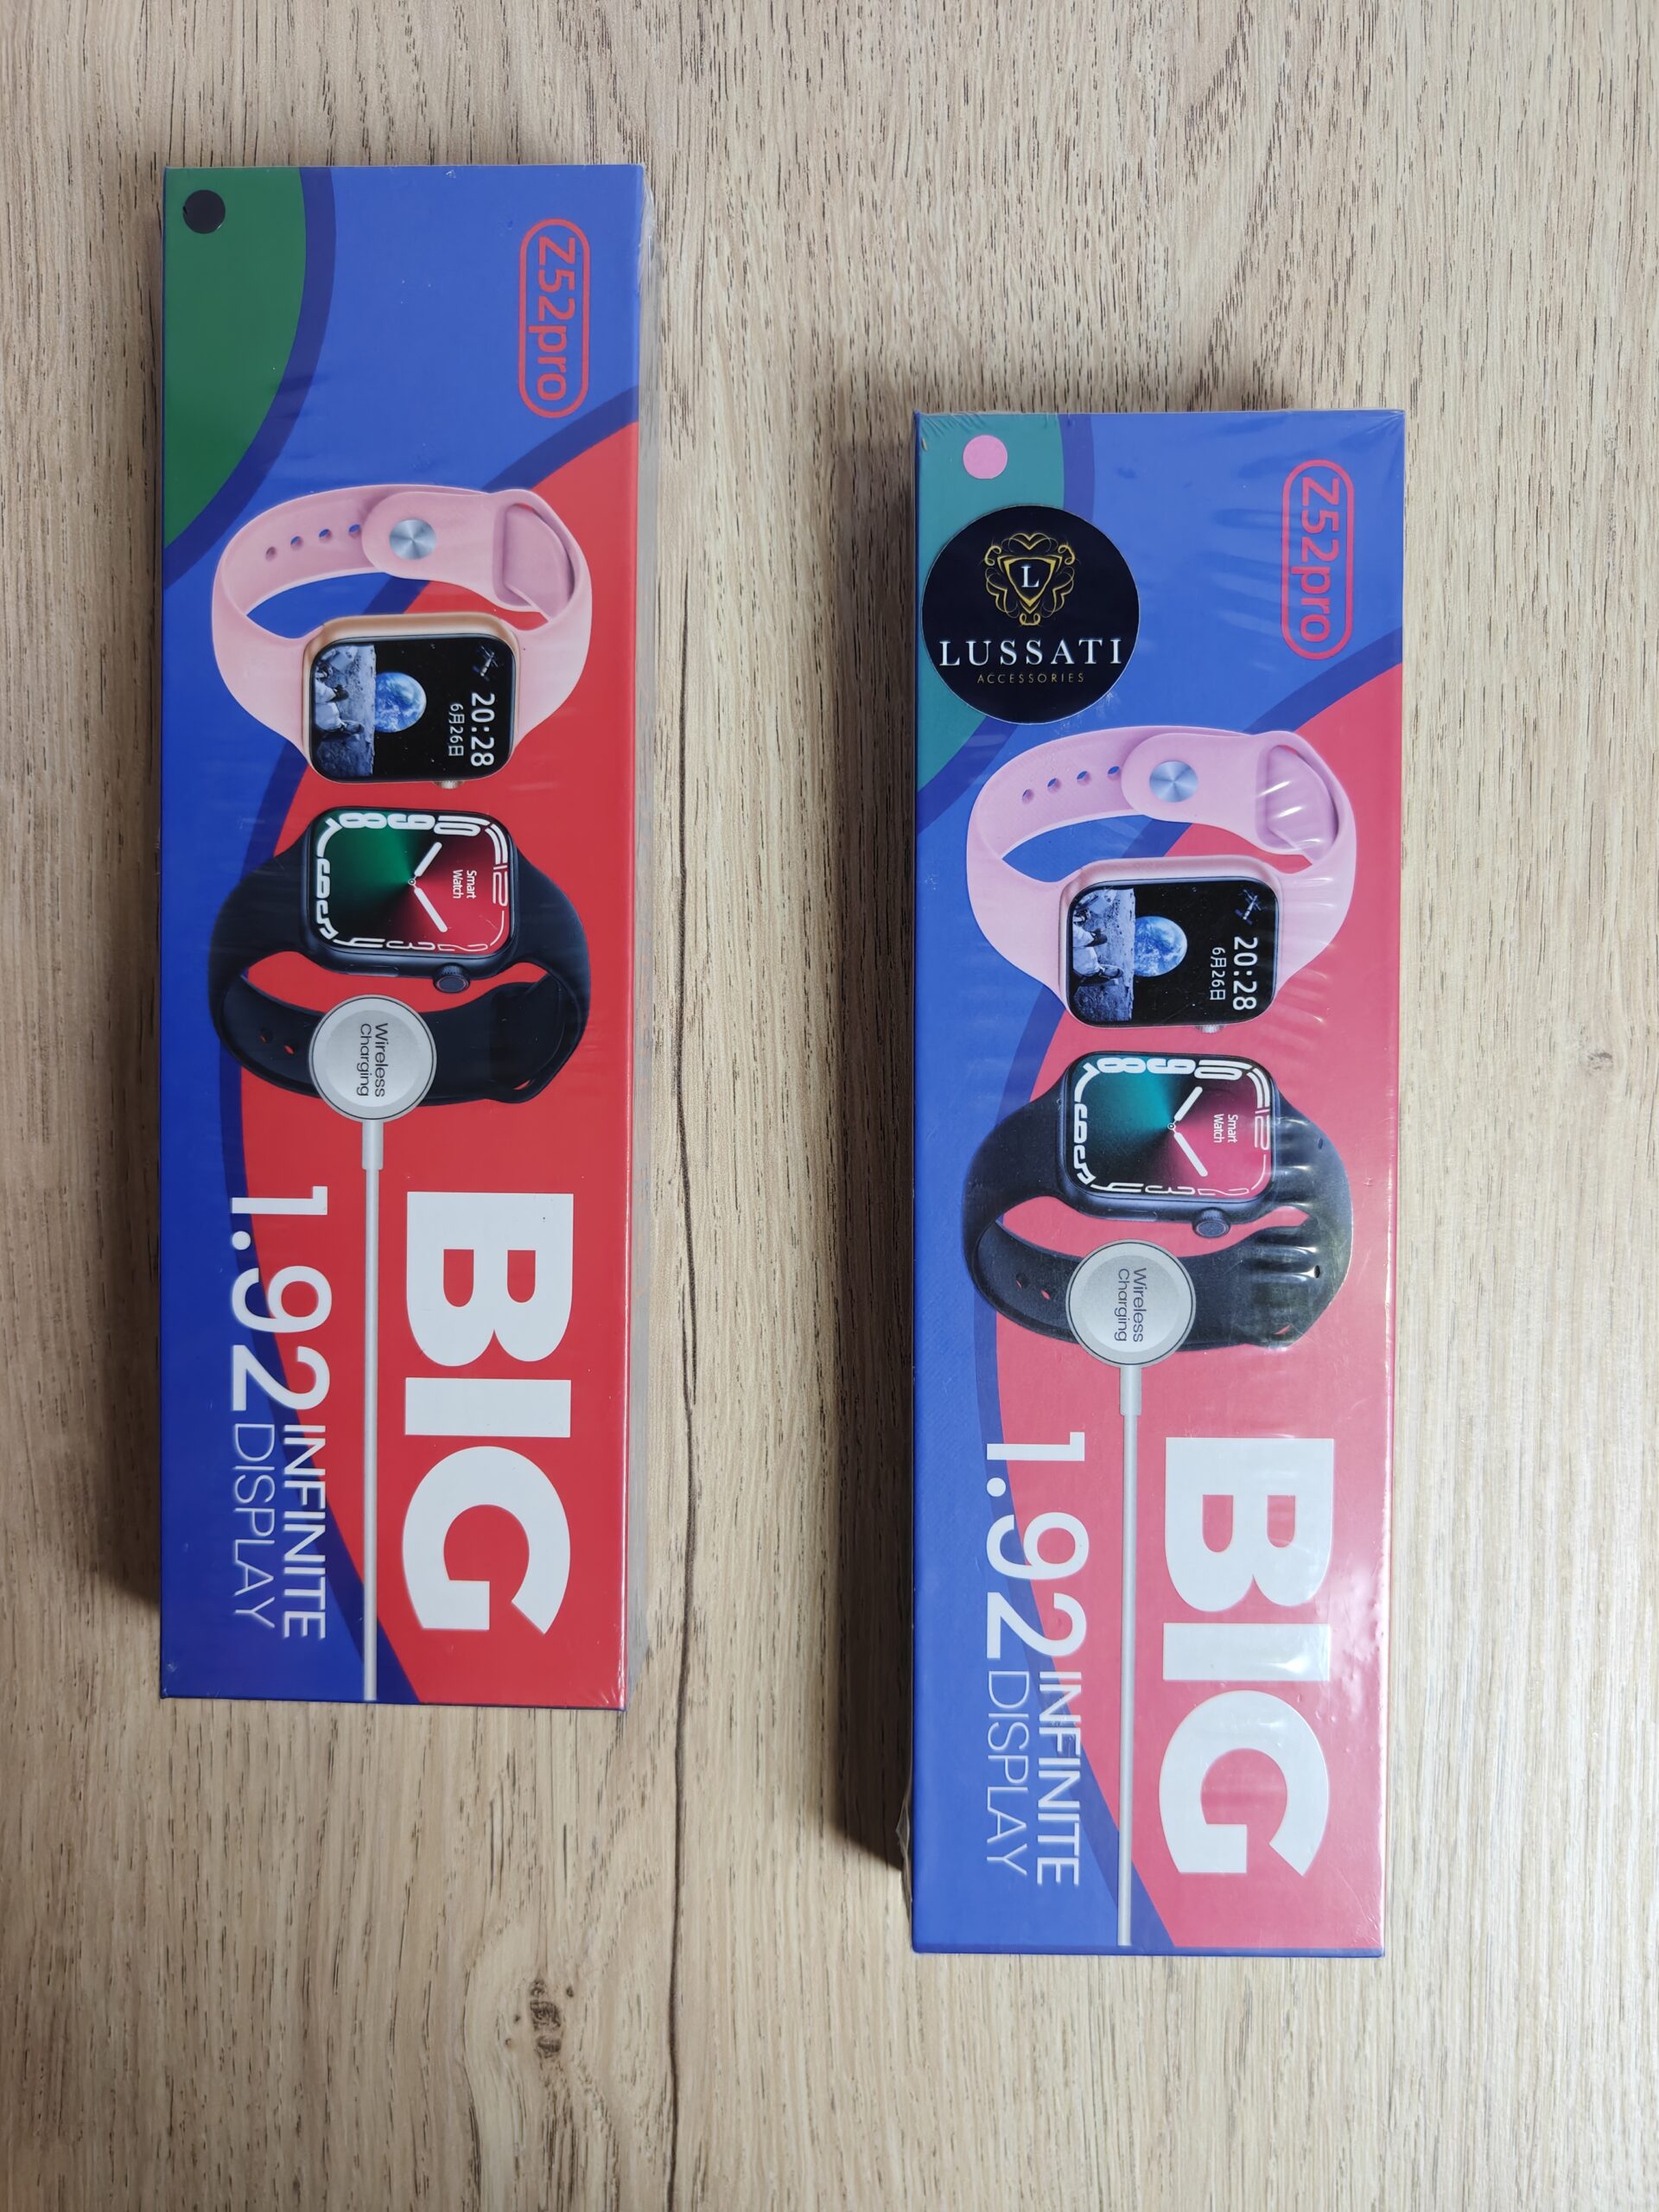 Z52pro
20:28
6月26日
Smart
Watch
Wireless
Charging
BIG
1.92 INFINITE
DISPLAY
Z52pro
L
LUSSATI
ACCESSORIES
20:28
6月26日
Smart
Watch
Wireless
Charging
BIG
1.92 INFINITE
DISPLAY